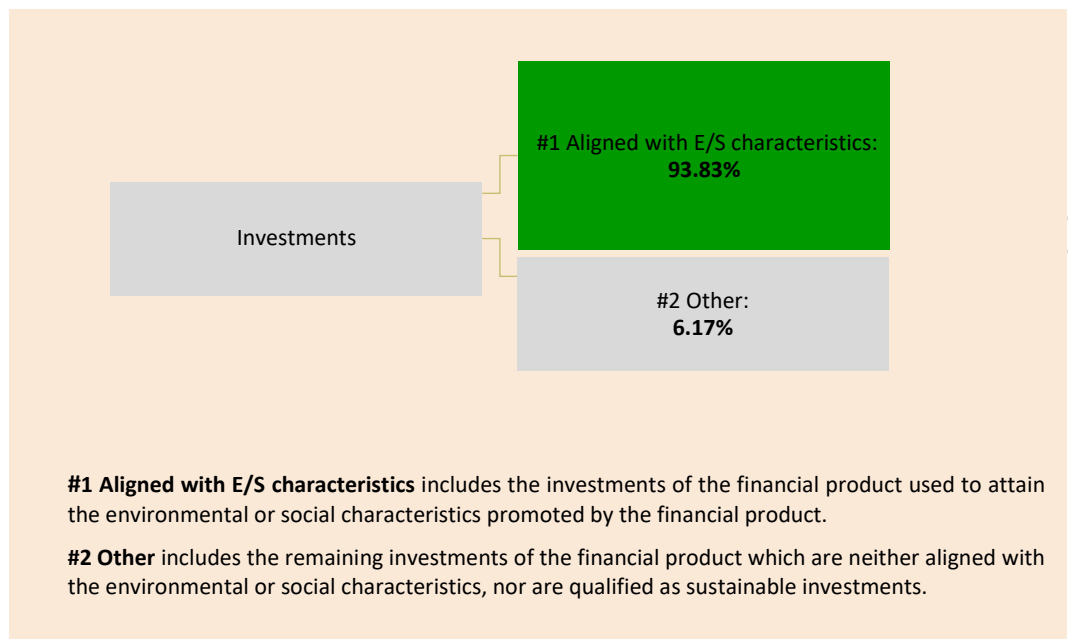 #1 Aligned with E/S characteristics:
93.83%
Investments
#2 Other:
6.17%
#1 Aligned with E/S characteristics includes the investments of the financial product used to attain
the environmental or social characteristics promoted by the financial product.
#2 Other includes the remaining investments of the financial product which are neither aligned with
the environmental or social characteristics, nor are qualified as sustainable investments.